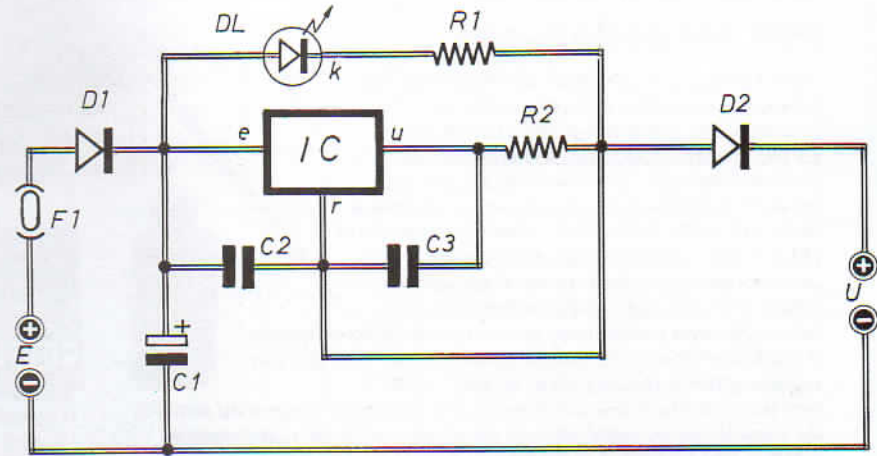 DL
R1
k
D1
e
IC
u
R2
D2
r
F1
C2
C3
+
U
-
+
E
-
+
C1